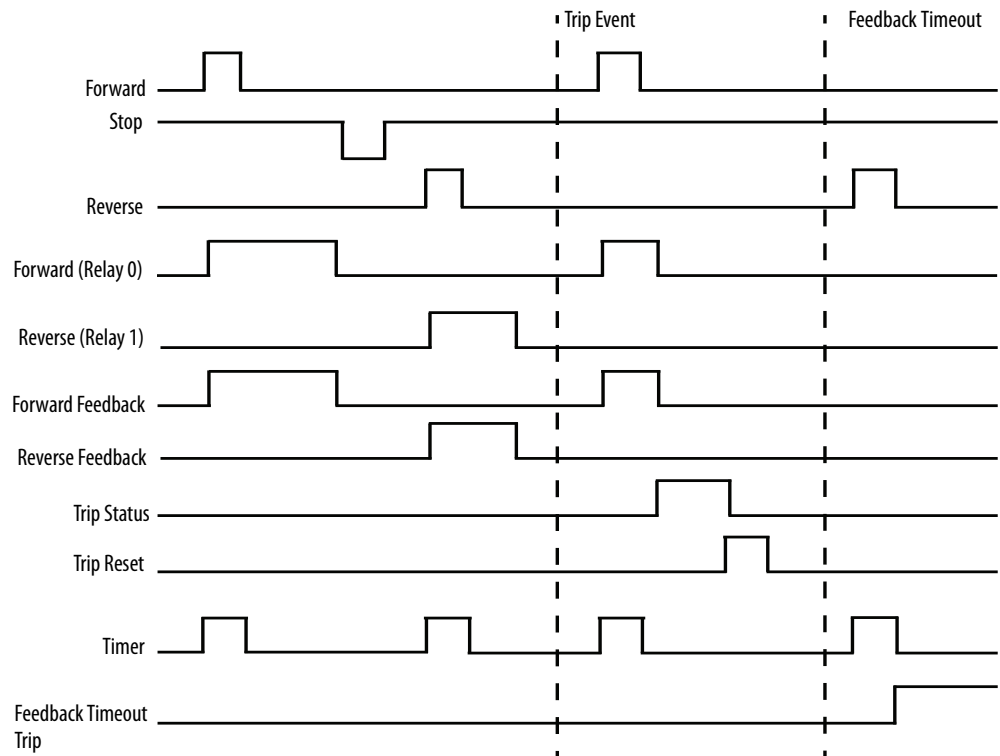 Trip Event
Feedback Timeout
Forward
Stop
Reverse
Forward (Relay 0)
Reverse (Relay 1)
Forward Feedback
Reverse Feedback
Trip Status
Trip Reset
Timer
Feedback Timeout
Trip